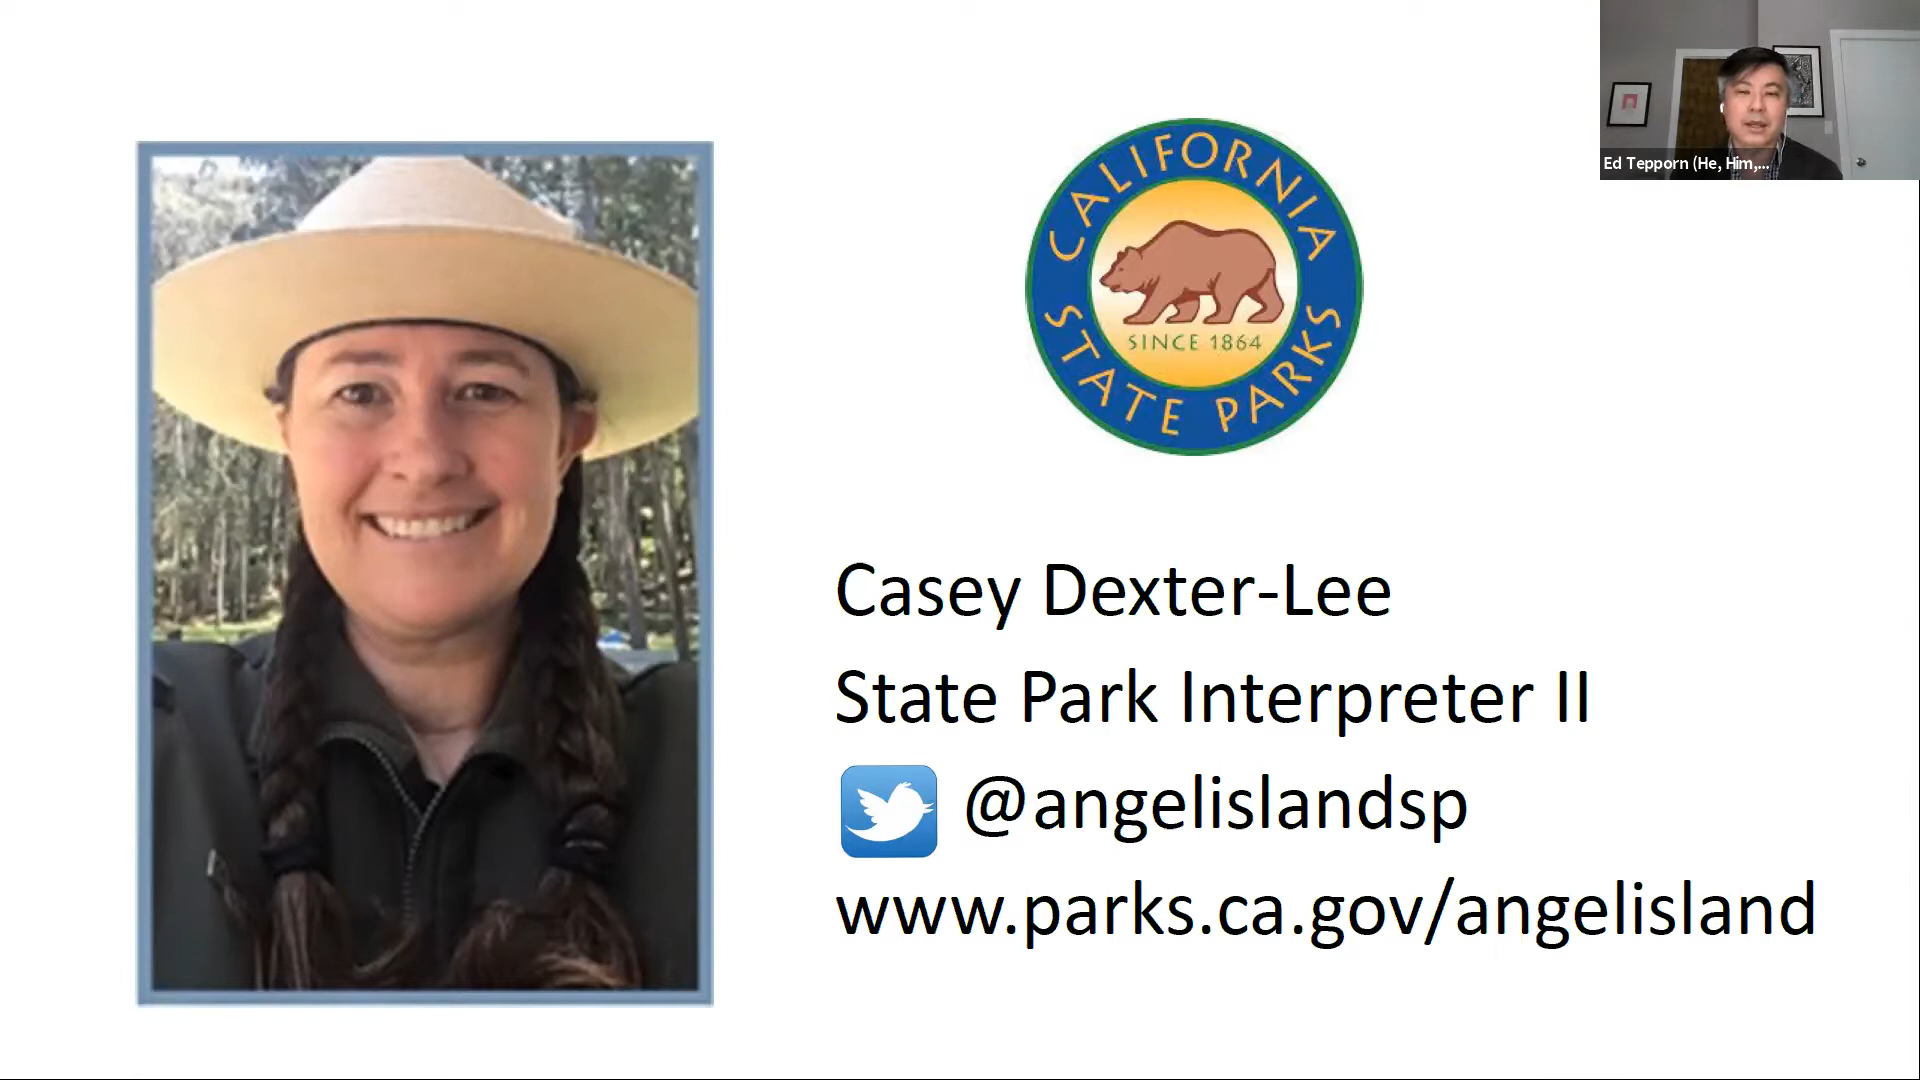 CALIFORNIA
STATE PARKS
SINCE 1864
Ed Tepporn (He, Him,...
Casey Dexter-Lee
State Park Interpreter II
@angelislandsp
www.parks.ca.gov/angelisland